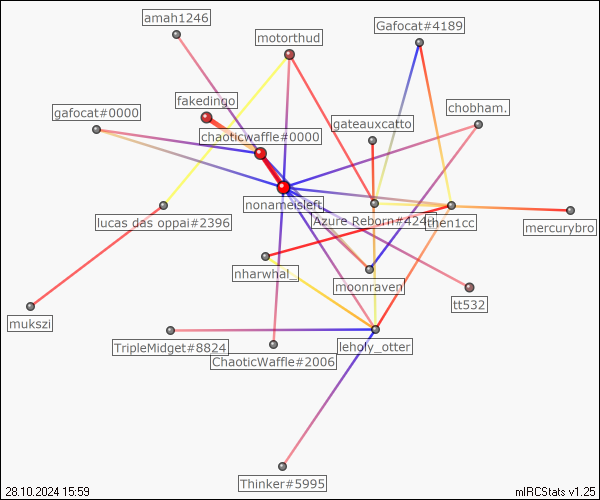 amah1246
Gafocat#4189
motorthud
fakedingo
chobham.
gafocat#0000
gateauxcatto
chaoticwaffle#0000
nonameisleft
lucas das oppai#2396
Azure Reborn#424
then1cc
mercurybro
nharwhal_
moonraven
tt532
mukszi
TripleMidget#8824
leholy_otter
ChaoticWaffle#2006
Thinker#5995
28.10.2024 15:59
mIRCStats v1.25